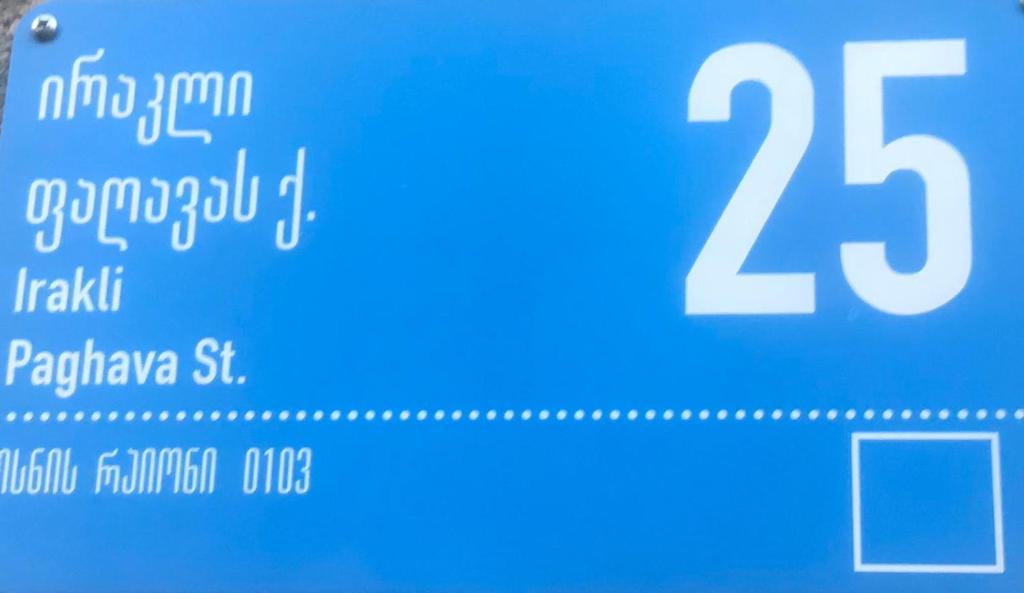 ირაკლი
ფაღავას ქ.
Irakli
Paghava St.
25
ისნის რაიონი 0103